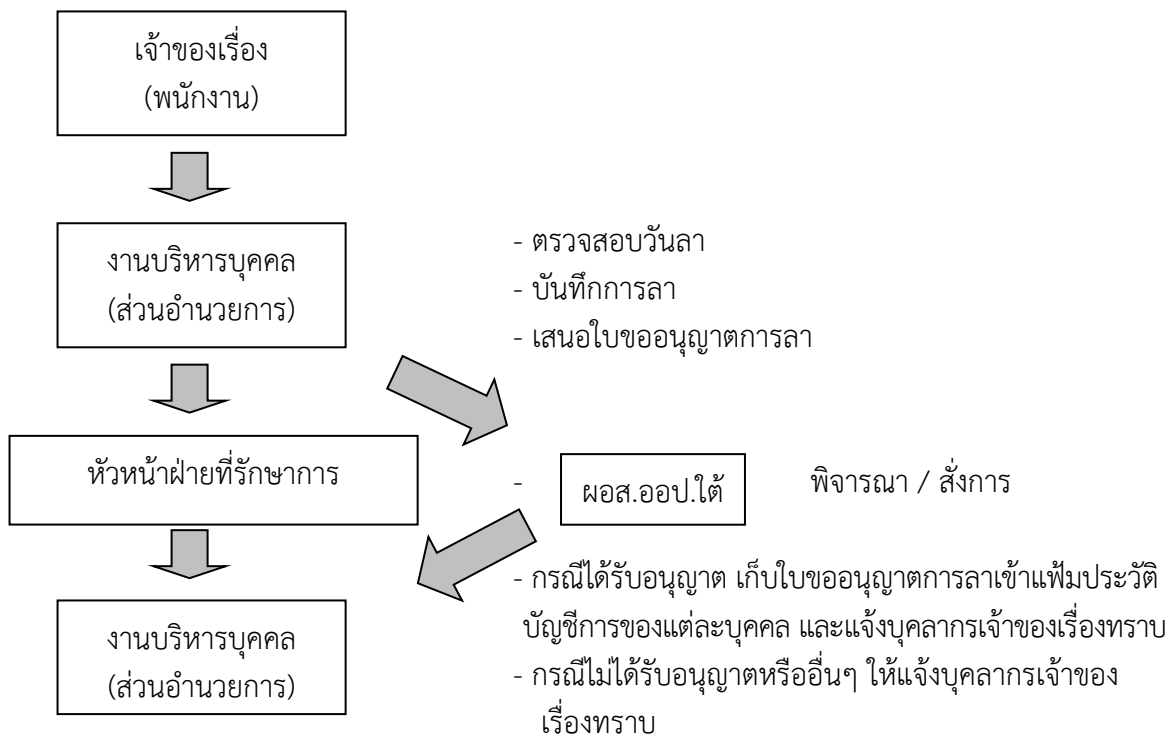 เจ้าของเรื่อง
(พนักงาน)
งานบริหารบุคคล
(ส่วนอำนวยการ)
- ตรวจสอบวันลา
- บันทึกการลา
- เสนอใบขออนุญาตการลา
หัวหน้าฝ่ายที่รักษาการ
- ผอส.ออป.ใต้ พิจารณา / สั่งการ
งานบริหารบุคคล
(ส่วนอำนวยการ)
- กรณีได้รับอนุญาต เก็บใบขออนุญาตการลาเข้าแฟ้มประวัติ
บัญชีการของแต่ละบุคคล และแจ้งบุคลากรเจ้าของเรื่องทราบ
- กรณีไม่ได้รับอนุญาตหรืออื่นๆ ให้แจ้งบุคลากรเจ้าของ
เรื่องทราบ